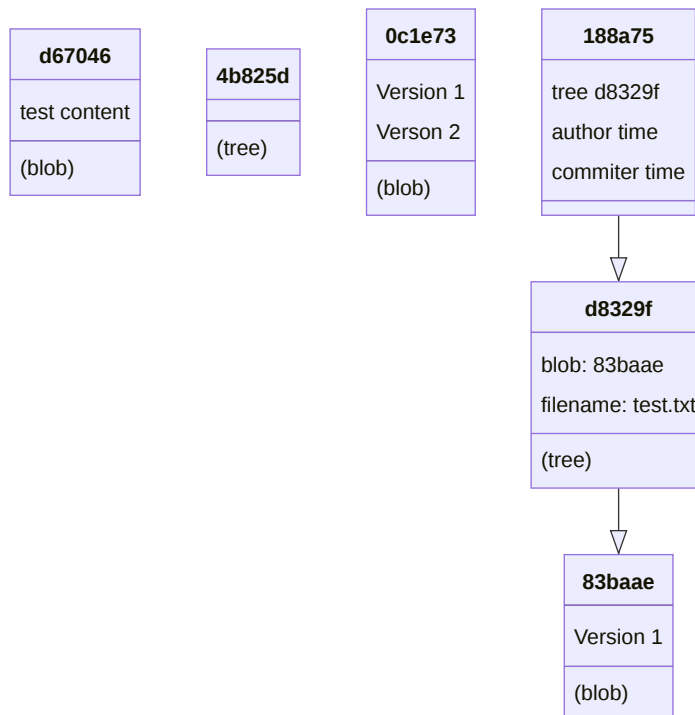 d67046
test content
(blob)
4b825d
(tree)
0c1e73
Version 1
Verson 2
(blob)
188a75
tree d8329f
author time
commiter time
d8329f
blob: 83baae
filename: test.txt
(tree)
83baae
Version 1
(blob)